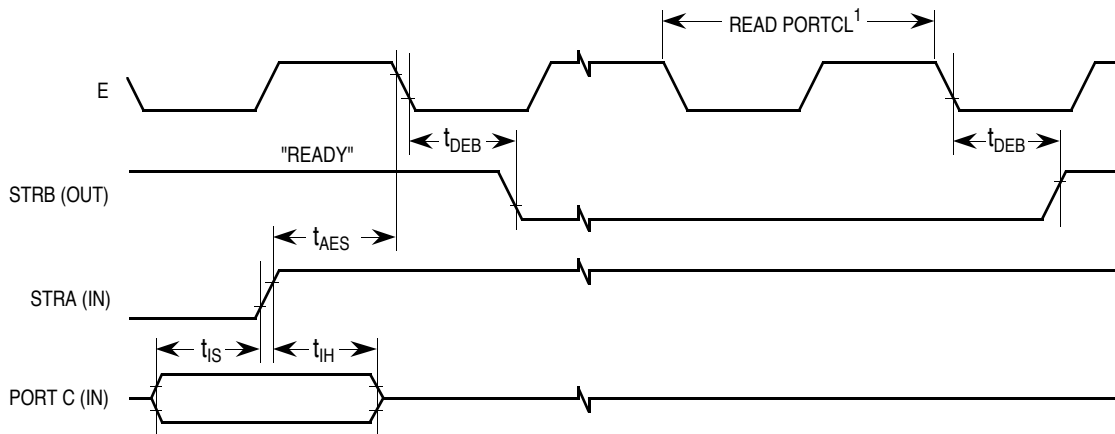 READ PORTCL1
E
tDEB
tDEB
"READY"
STRB (OUT)
tAES
STRA (IN)
tIS
tIH
PORT C (IN)